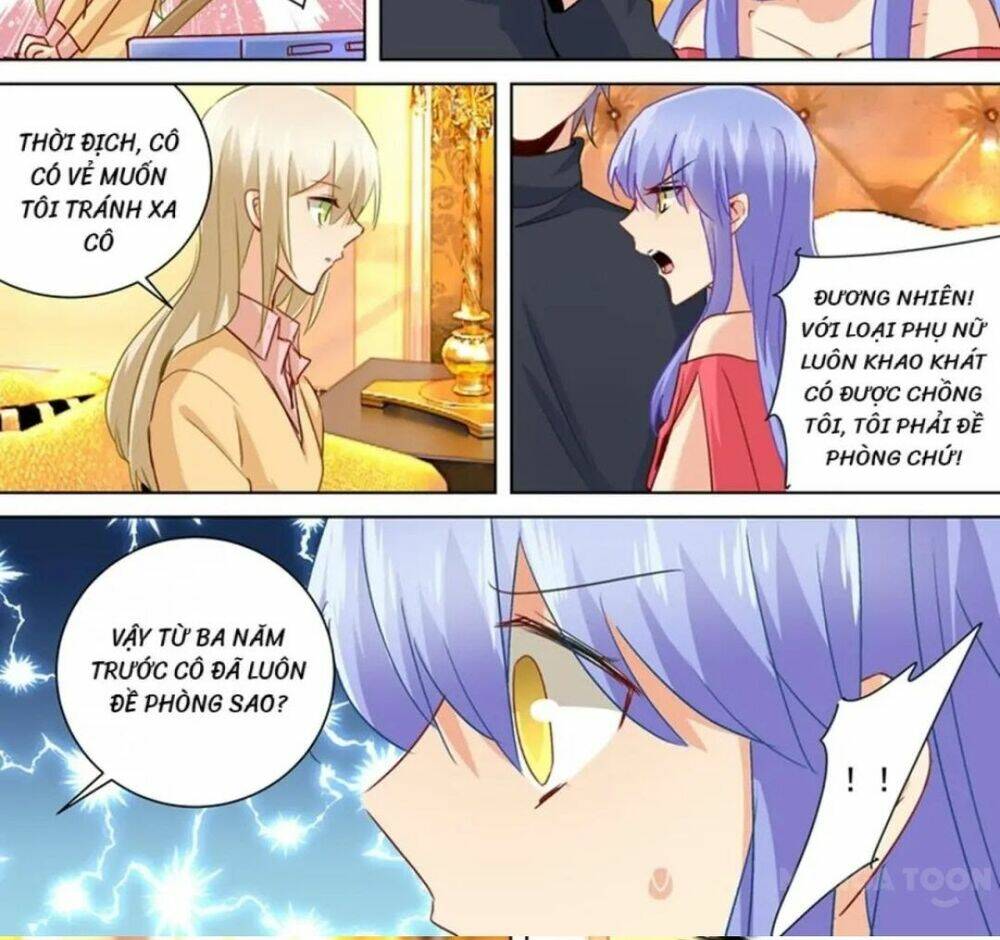 THỜI ĐỊCH, CÔ
CÓ VẺ MUỐN
TÔI TRÁNH XA
CÔ
ĐƯƠNG NHIÊN!
VỚI LOẠI PHỤ NỮ
LUÔN KHAO KHÁT
CÓ ĐƯỢC CHỒNG
TÔI, TÔI PHẢI ĐỀ
PHÒNG CHỨ!
VẬY TỪ BA NĂM
TRƯỚC CÔ ĐÃ LUÔN
ĐỀ PHÒNG SAO?
! !
MANGA TOON